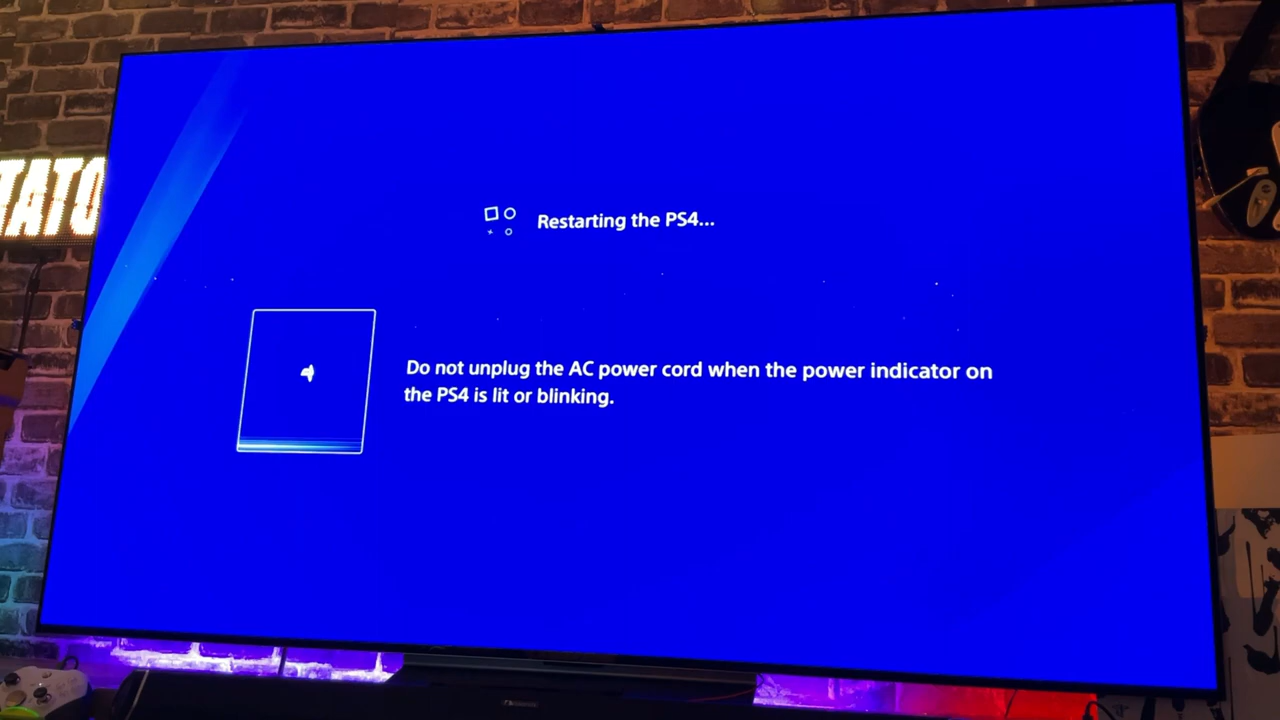 TATO
Restarting the PS4...
Do not unplug the AC power cord when the power indicator on
the PS4 is lit or blinking.